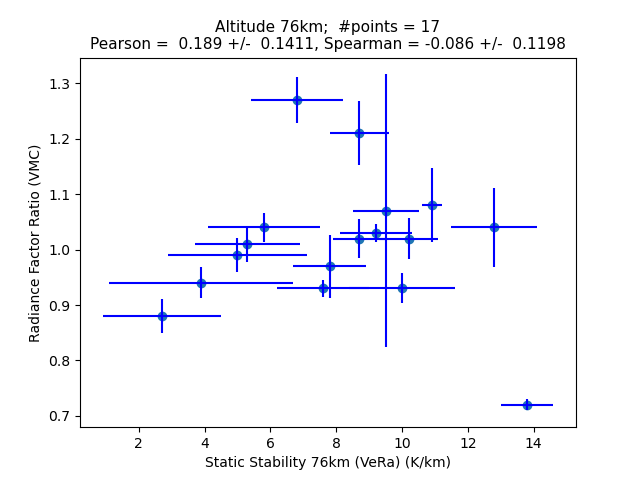 Altitude 76km;  #points = 17
Pearson =  0.189 +/-  0.1411, Spearman = -0.086 +/-  0.1198
Radiance Factor Ratio (VMC)
1.3
1.2
1.1
1.0
0.9
0.8
0.7
2 4 6 8 10 12 14
Static Stability 76km (VeRa) (K/km)